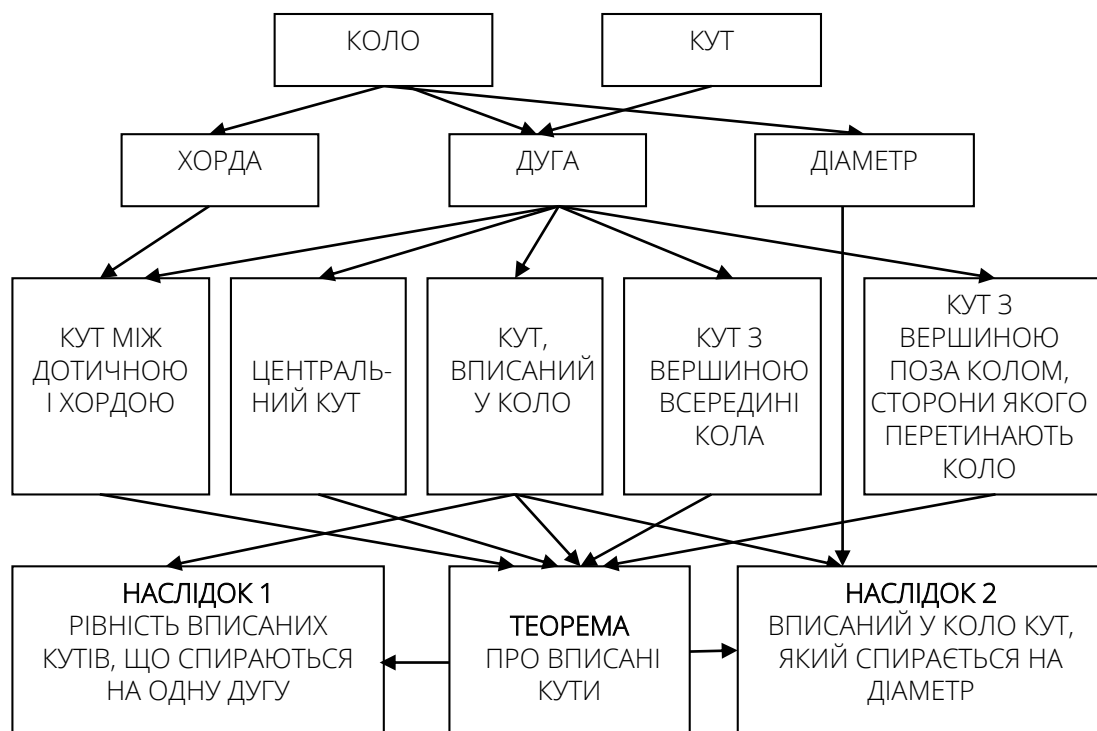 КОЛО
КУТ
ХОРДА
ДУГА
ДІАМЕТР
КУТ МІЖ
ДОТИЧНОЮ
І ХОРДОЮ
ЦЕНТРАЛЬ-
НИЙ КУТ
КУТ,
ВПИСАНИЙ
У КОЛО
КУТ З
ВЕРШИНОЮ
ВСЕРЕДИНІ
КОЛА
КУТ З
ВЕРШИНОЮ
ПОЗА КОЛОМ,
СТОРОНИ ЯКОГО
ПЕРЕТИНАЮТЬ
КОЛО
НАСЛІДОК 1
РІВНІСТЬ ВПИСАНИХ
КУТІВ, ЩО СПИРАЮТЬСЯ
НА ОДНУ ДУГУ
ТЕОРЕМА
ПРО ВПИСАНІ
КУТИ
НАСЛІДОК 2
ВПИСАНИЙ У КОЛО КУТ,
ЯКИЙ СПИРАЄТЬСЯ НА
ДІАМЕТР